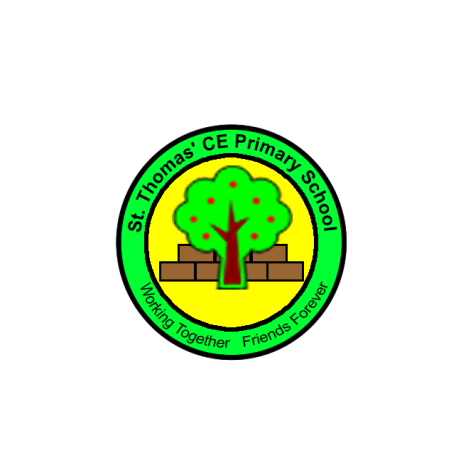 St. Thomas' CE Primary School
Working Together Friends Forever